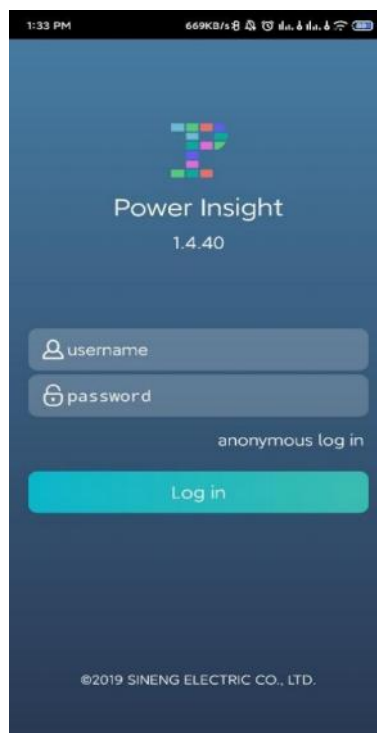 1:33 PM
669KB/s
Power Insight
1.4.40
username
password
anonymous log in
Log in
©2019 SINENG ELECTRIC CO., LTD.